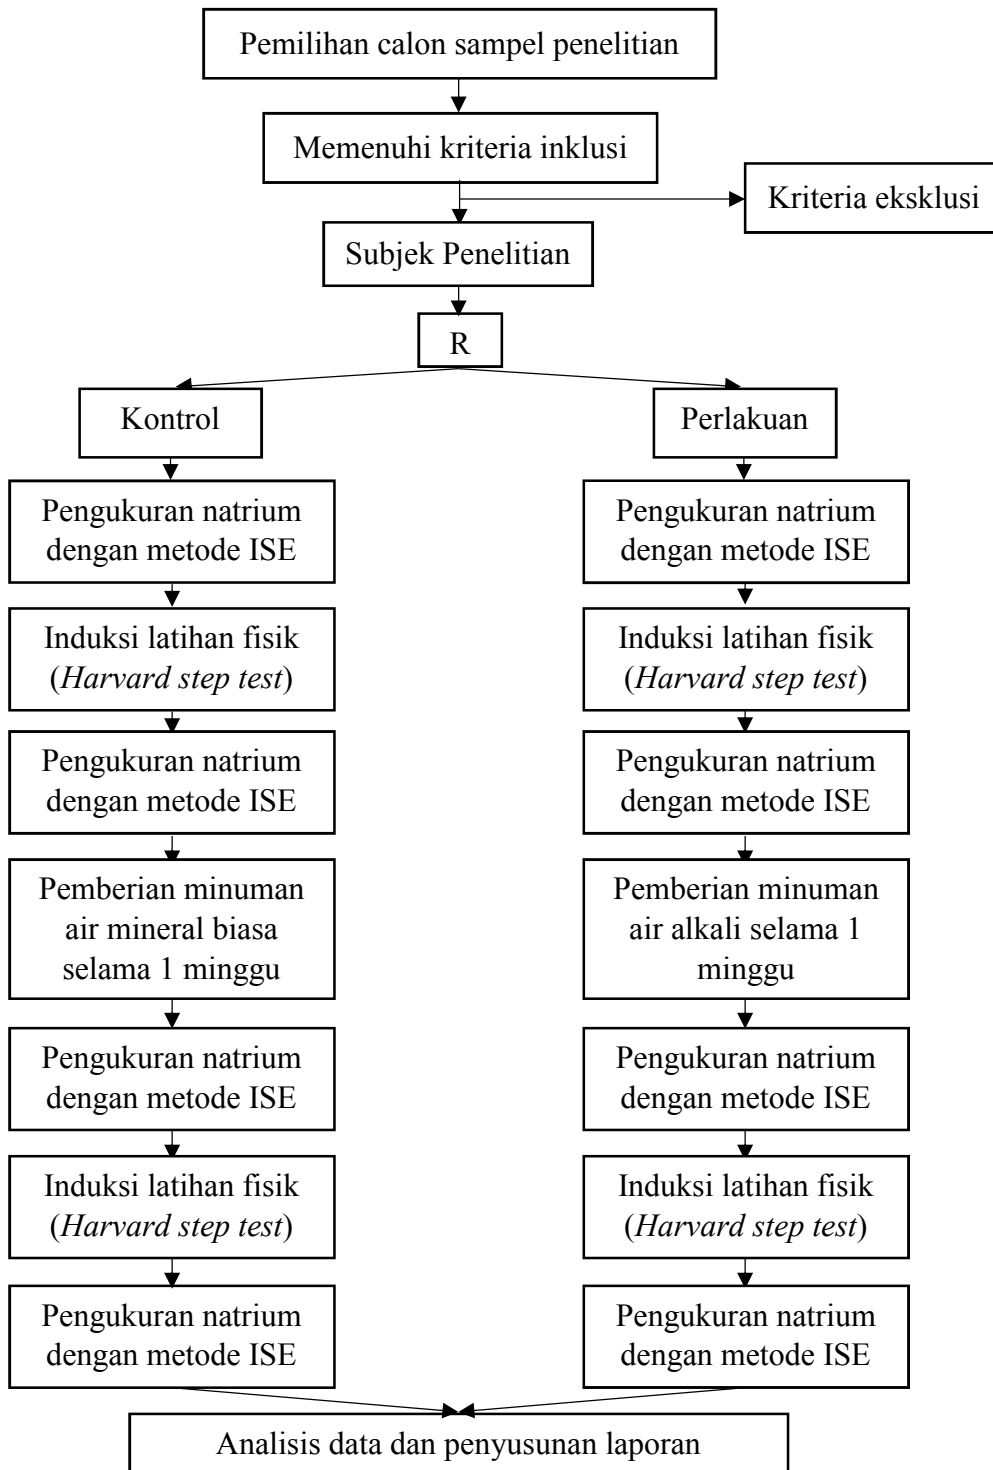 Pemilihan calon sampel penelitian
Memenuhi kriteria inklusi
Kriteria eksklusi
Subjek Penelitian
R
Kontrol
Perlakuan
Pengukuran natrium
dengan metode ISE
Pengukuran natrium
dengan metode ISE
Induksi latihan fisik
(Harvard step test)
Induksi latihan fisik
(Harvard step test)
Pengukuran natrium
dengan metode ISE
Pengukuran natrium
dengan metode ISE
Pemberian minuman
air mineral biasa
selama 1 minggu
Pemberian minuman
air alkali selama 1
minggu
Pengukuran natrium
dengan metode ISE
Pengukuran natrium
dengan metode ISE
Induksi latihan fisik
(Harvard step test)
Induksi latihan fisik
(Harvard step test)
Pengukuran natrium
dengan metode ISE
Pengukuran natrium
dengan metode ISE
Analisis data dan penyusunan laporan